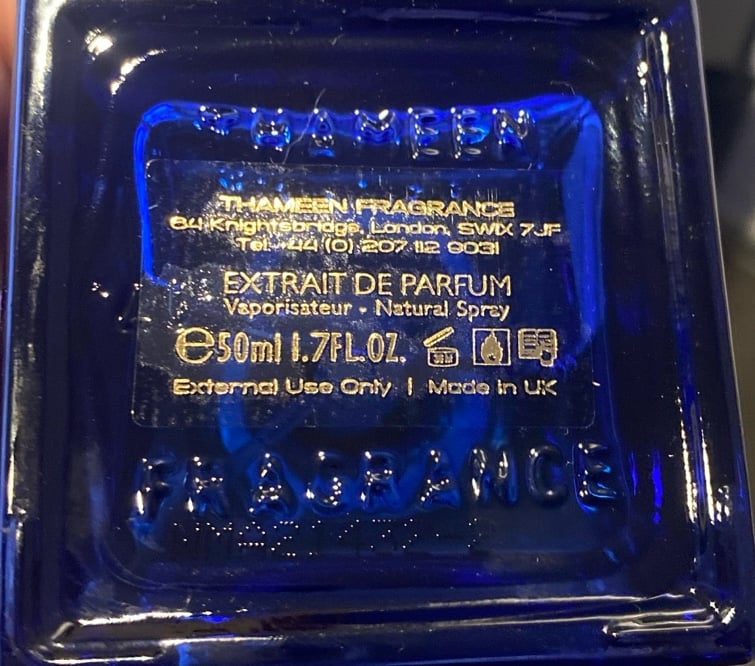 THAMEEN
THAMEEN FRAGRANCE
64 Knightsbridge, London, SW1X 7JF
Tel. +44 (0) 207 112 9031
EXTRAIT DE PARFUM
Vaporisateur - Natural Spray
℮50ml 1.7FL.OZ.
External Use Only | Made in UK
FRAGRANCE